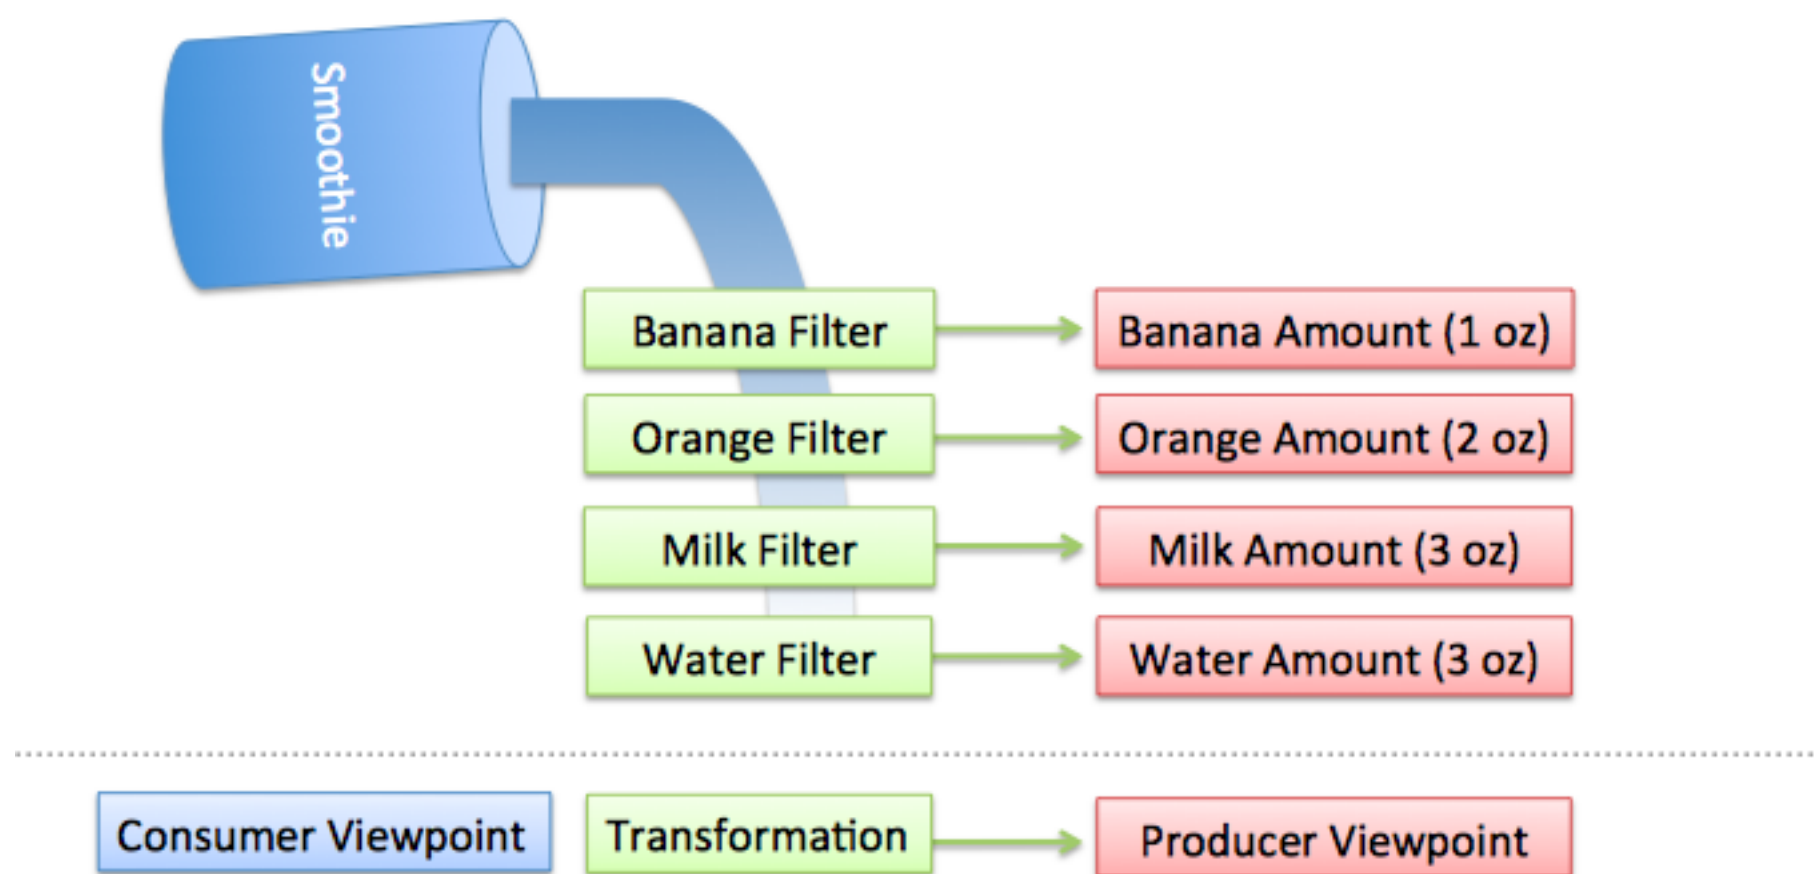 Smoothie
Banana Filter
Banana Amount (1 oz)
Orange Filter
Orange Amount (2 oz)
Milk Filter
Milk Amount (3 oz)
Water Filter
Water Amount (3 oz)
Consumer Viewpoint
Transformation
Producer Viewpoint